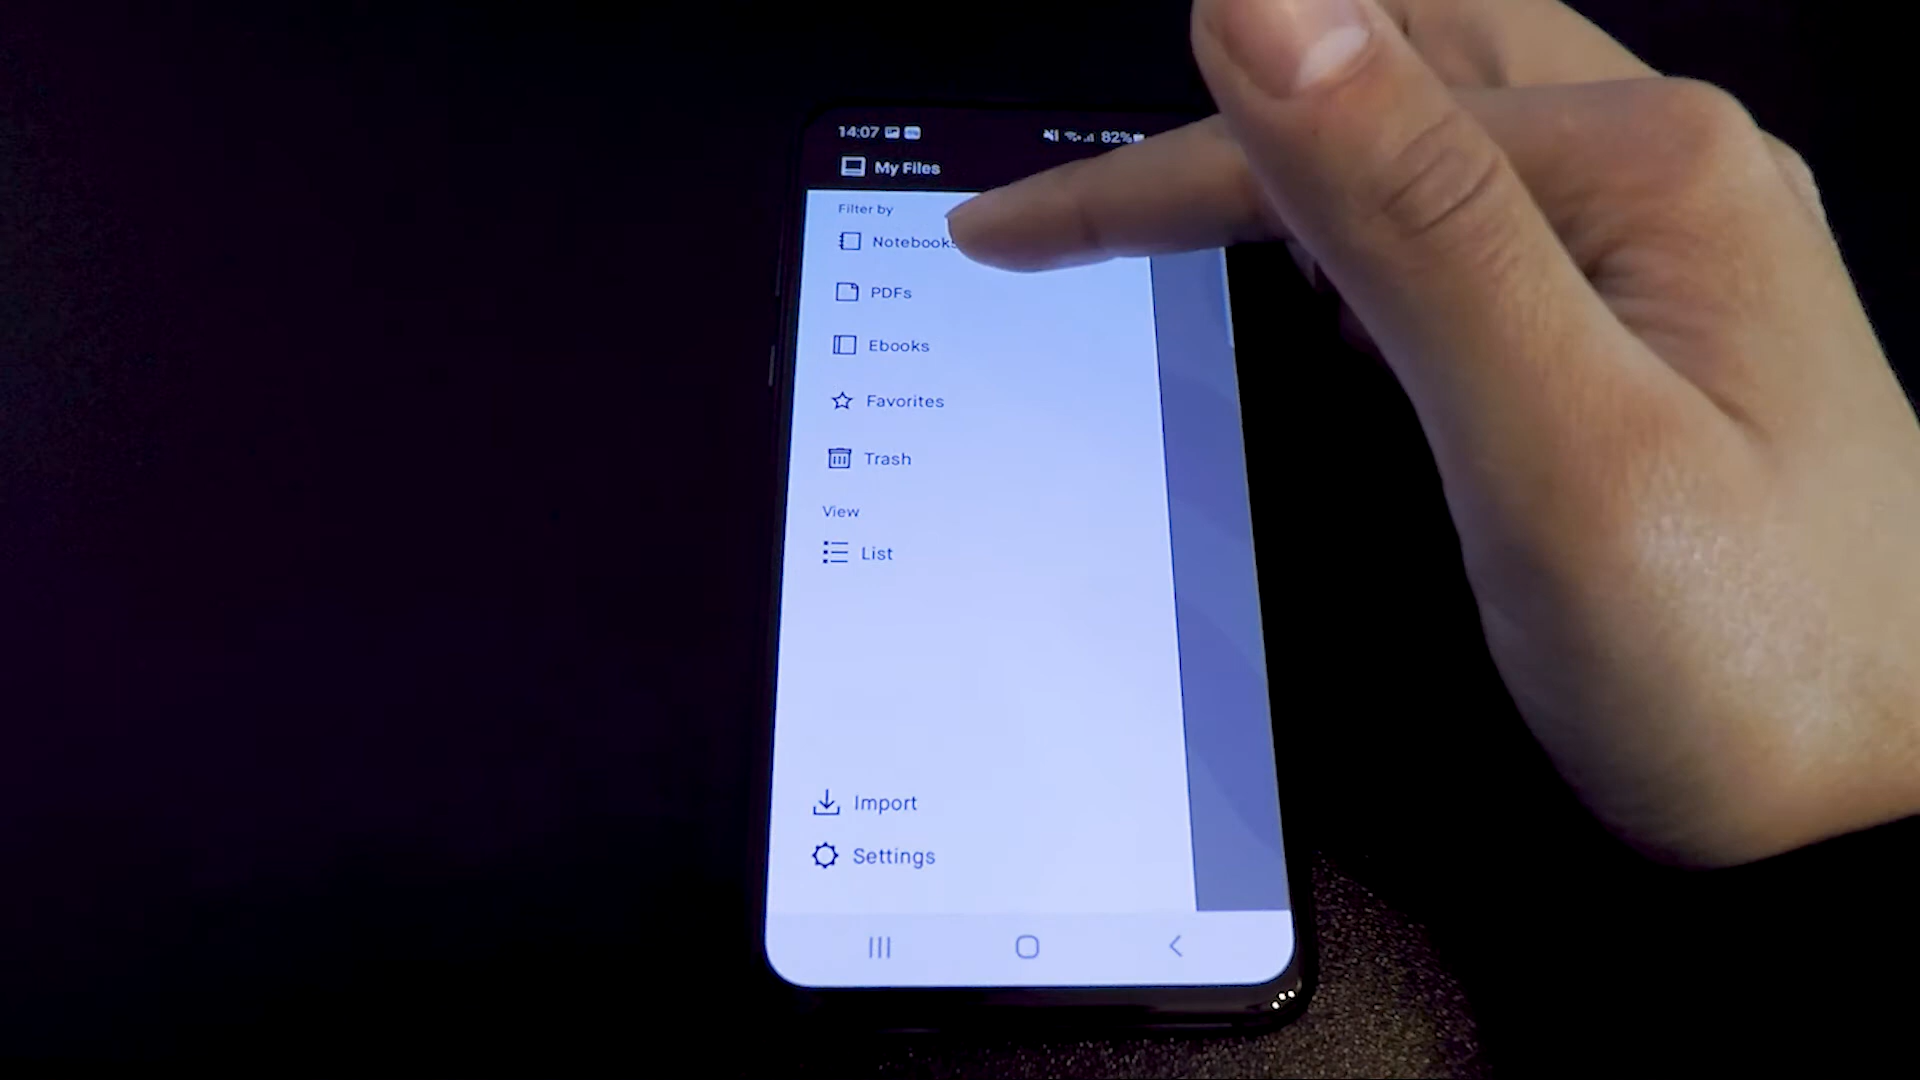 14:07 82%
My Files
Filter by
Notebooks
PDFs
Ebooks
Favorites
Trash
View
List
Import
Settings